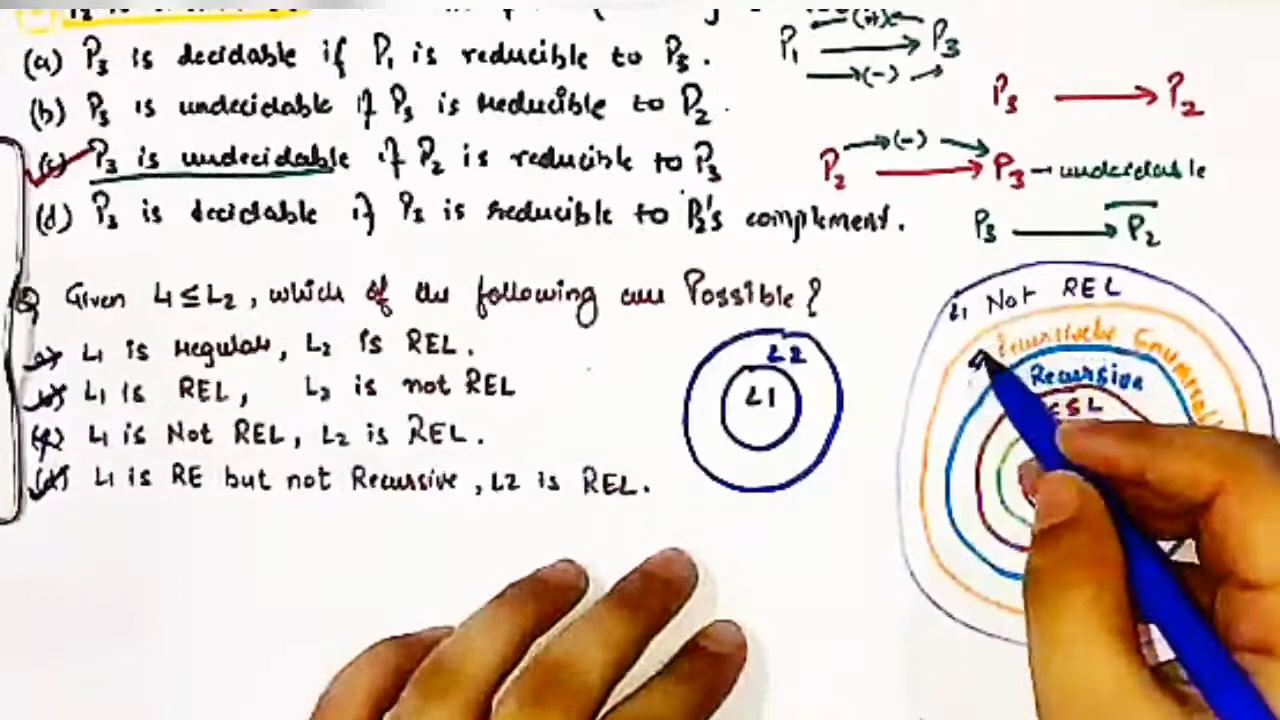 (a) P3 is decidable if P1 is reducible to P3.
(b) P3 is undecidable if P3 is reducible to P2.
(c) P3 is undecidable if P2 is reducible to P3
(d) P3 is decidable if P3 is reducible to P2's complement.
P1 (+) P3
(-)
P3 → P2
(-)
P2 → P3 – undecidable
P3 → P̅2̅
Q Given L1 ≤ L2, which of the following are Possible?
a) L1 is regular, L2 is REL.
b) L1 is REL, L2 is not REL
(c) L1 is Not REL, L2 is REL.
(d) L1 is RE but not Recursive, L2 is REL.
L2
L1
L1 Not REL
Recursively
Recursive
CSL